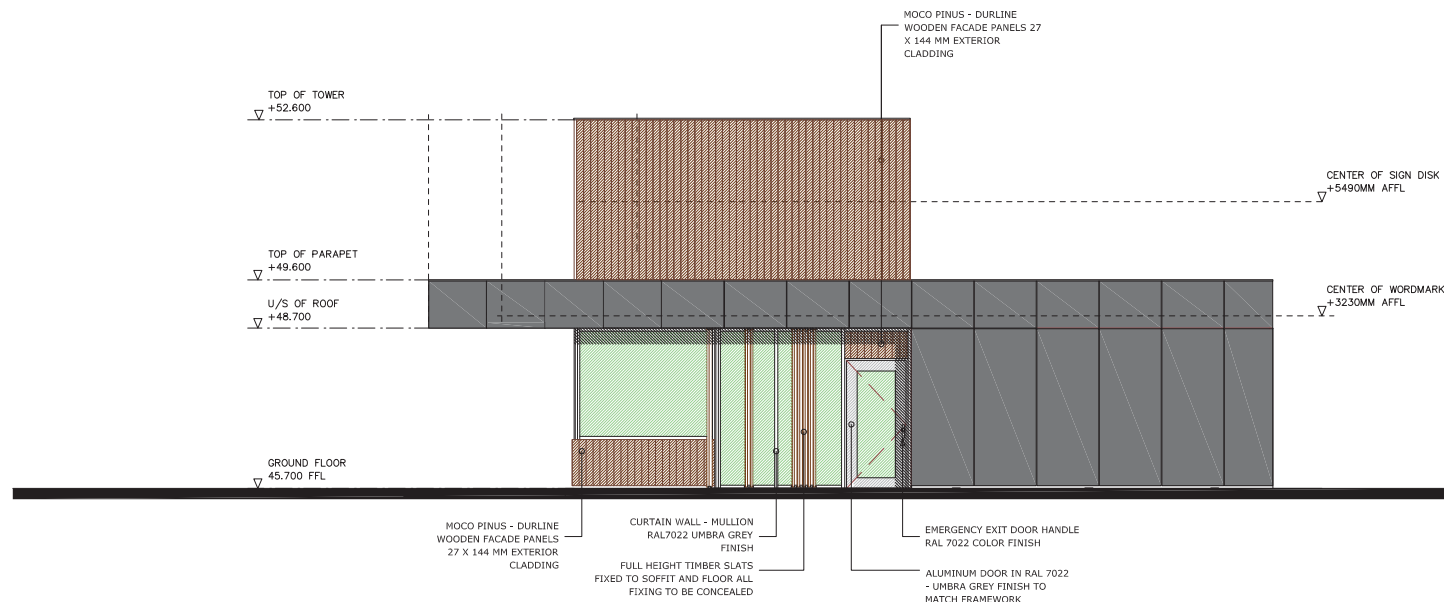 MOCO PINUS - DURLINE
WOODEN FACADE PANELS 27
X 144 MM EXTERIOR
CLADDING
TOP OF TOWER
+52.600
CENTER OF SIGN DISK
+5490MM AFFL
TOP OF PARAPET
+49.600
U/S OF ROOF
+48.700
CENTER OF WORDMARK
+3230MM AFFL
GROUND FLOOR
45.700 FFL
MOCO PINUS - DURLINE
WOODEN FACADE PANELS
27 X 144 MM EXTERIOR
CLADDING
CURTAIN WALL - MULLION
RAL7022 UMBRA GREY
FINISH
FULL HEIGHT TIMBER SLATS
FIXED TO SOFFIT AND FLOOR ALL
FIXING TO BE CONCEALED
EMERGENCY EXIT DOOR HANDLE
RAL 7022 COLOR FINISH
ALUMINUM DOOR IN RAL 7022
- UMBRA GREY FINISH TO
MATCH FRAMEWORK